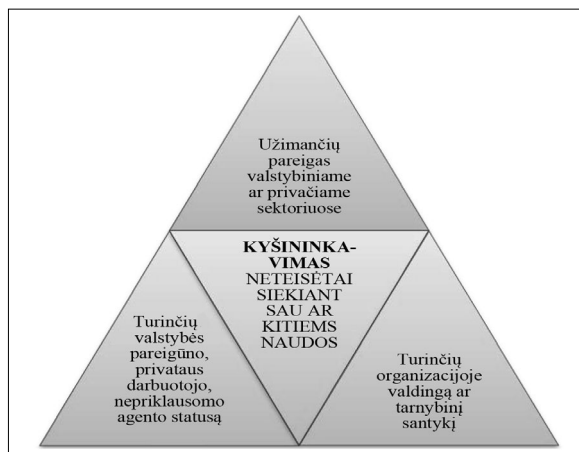 Užimančių
pareigas
valstybiniame
ar privačiame
sektoriuose
KYŠININKA-
VIMAS
NETEISĖTAI
SIEKIANT
SAU AR
KITIEMS
NAUDOS
Turinčių
valstybės
pareigūno,
privataus
darbuotojo,
nepriklausomo
agento statusą
Turinčių
organizacijoje
valdingą ar
tarnybinį
santykį